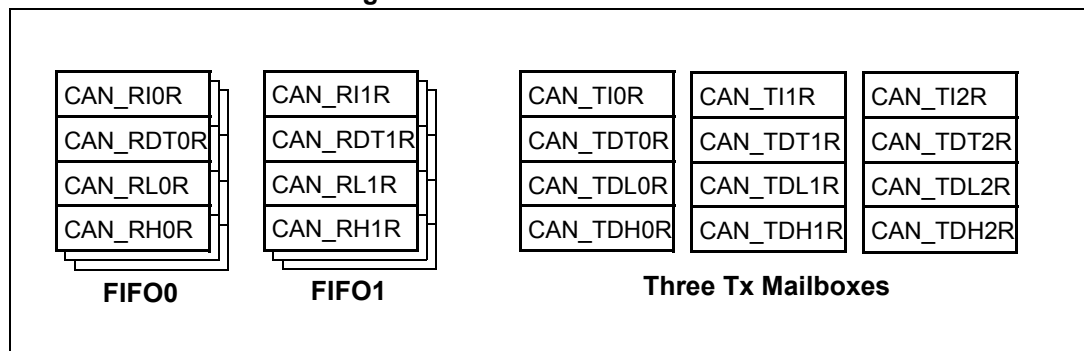 CAN_RI0R CAN_RI1R CAN_TI0R CAN_TI1R CAN_TI2R
CAN_RDT0R CAN_RDT1R CAN_TDT0R CAN_TDT1R CAN_TDT2R
CAN_RL0R CAN_RL1R CAN_TDL0R CAN_TDL1R CAN_TDL2R
CAN_RH0R CAN_RH1R CAN_TDH0R CAN_TDH1R CAN_TDH2R
FIFO0 FIFO1 Three Tx Mailboxes